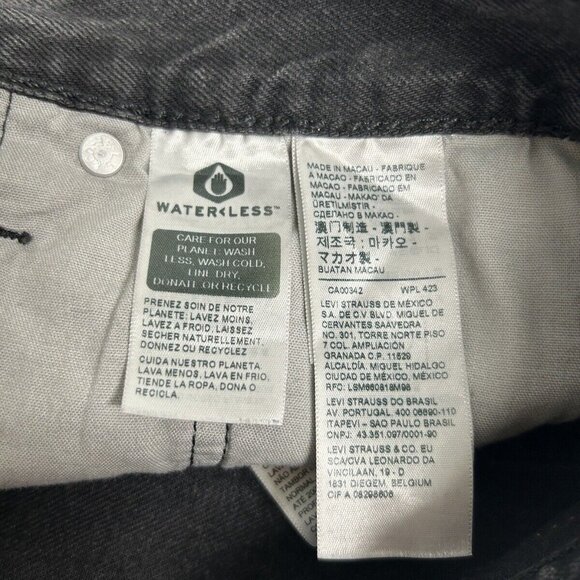 WATER<LESS™
CARE FOR OUR
PLANET: WASH
LESS, WASH COLD,
LINE DRY,
DONATE OR RECYCLE
PRENEZ SOIN DE NOTRE
PLANETE: LAVEZ MOINS,
LAVEZ A FROID, LAISSEZ
SECHER NATURELLEMENT,
DONNEZ OU RECYCLEZ
CUIDA NUESTRO PLANETA.
LAVA MENOS, LAVA EN FRIO,
TIENDE LA ROPA, DONA O
RECICLA.
MADE IN MACAU - FABRIQUE
A MACAO - FABRICADO EN
MACAO - FABRICADO EM
MACAU - MAKAO' DA
ÜRETILMISTIR -
СДЕЛАНО В МАКАО -
澳门制造 - 澳門製 -
제조국 : 마카오 -
マカオ製 -
BUATAN MACAU
CA00342 WPL 423
LEVI STRAUSS DE MÉXICO
S.A. DE C.V. BLVD. MIGUEL DE
CERVANTES SAAVEDRA
NO. 301, TORRE NORTE PISO
7 COL. AMPLIACIÓN
GRANADA C.P. 11529
ALCALDÍA. MIGUEL HIDALGO
CIUDAD DE MÉXICO, MÉXICO
RFC: LSM660818M98
LEVI STRAUSS DO BRASIL
AV. PORTUGAL, 400 06690-110
ITAPEVI – SAO PAULO BRASIL
CNPJ: 43.351.097/0001-90
LEVI STRAUSS & CO. EU
SCA/CVA LEONARDO DA
VINCILAAN, 19 - D
1831 DIEGEM, BELGIUM
CIF A 08298606